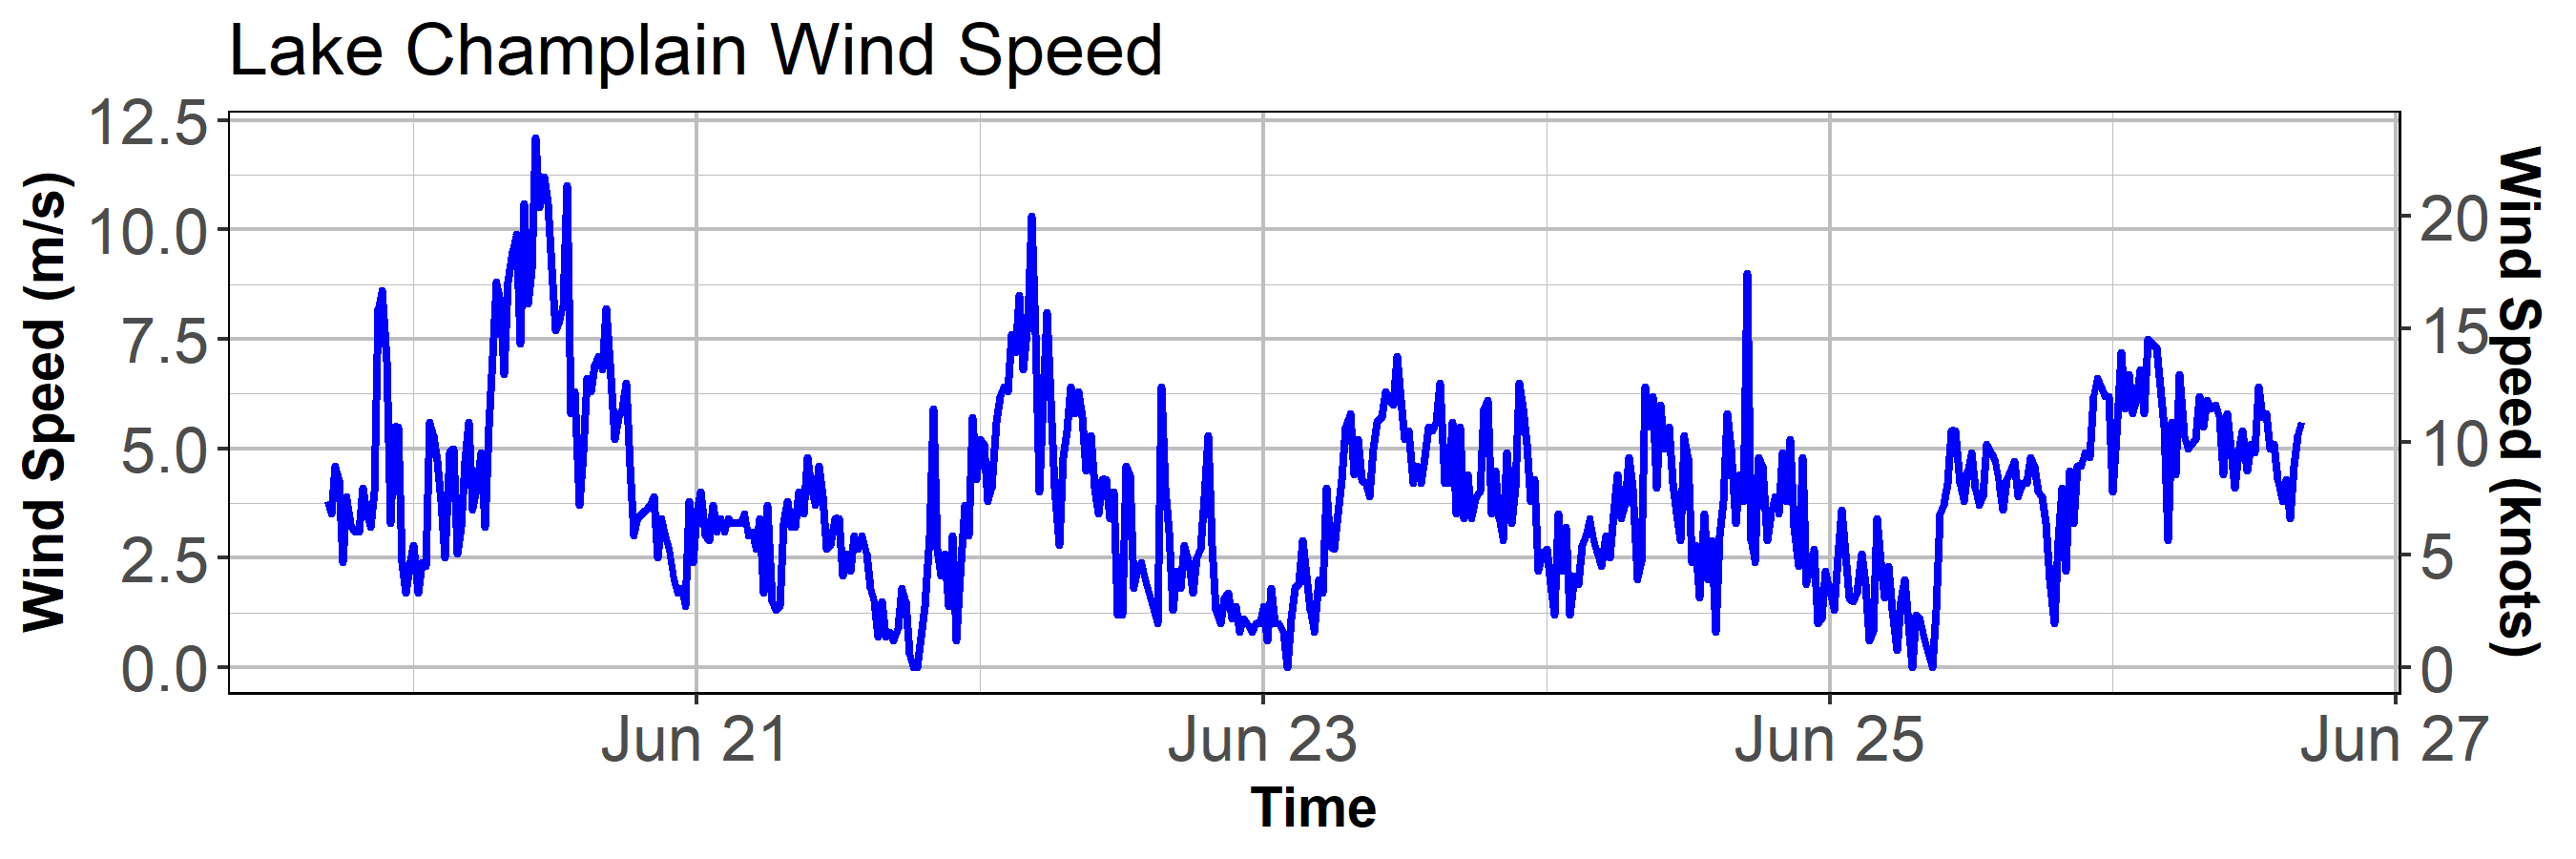 Lake Champlain Wind Speed
12.5
10.0
7.5
5.0
2.5
0.0
Wind Speed (m/s)
20
15
10
5
0
Wind Speed (knots)
Jun 21
Jun 23
Jun 25
Jun 27
Time